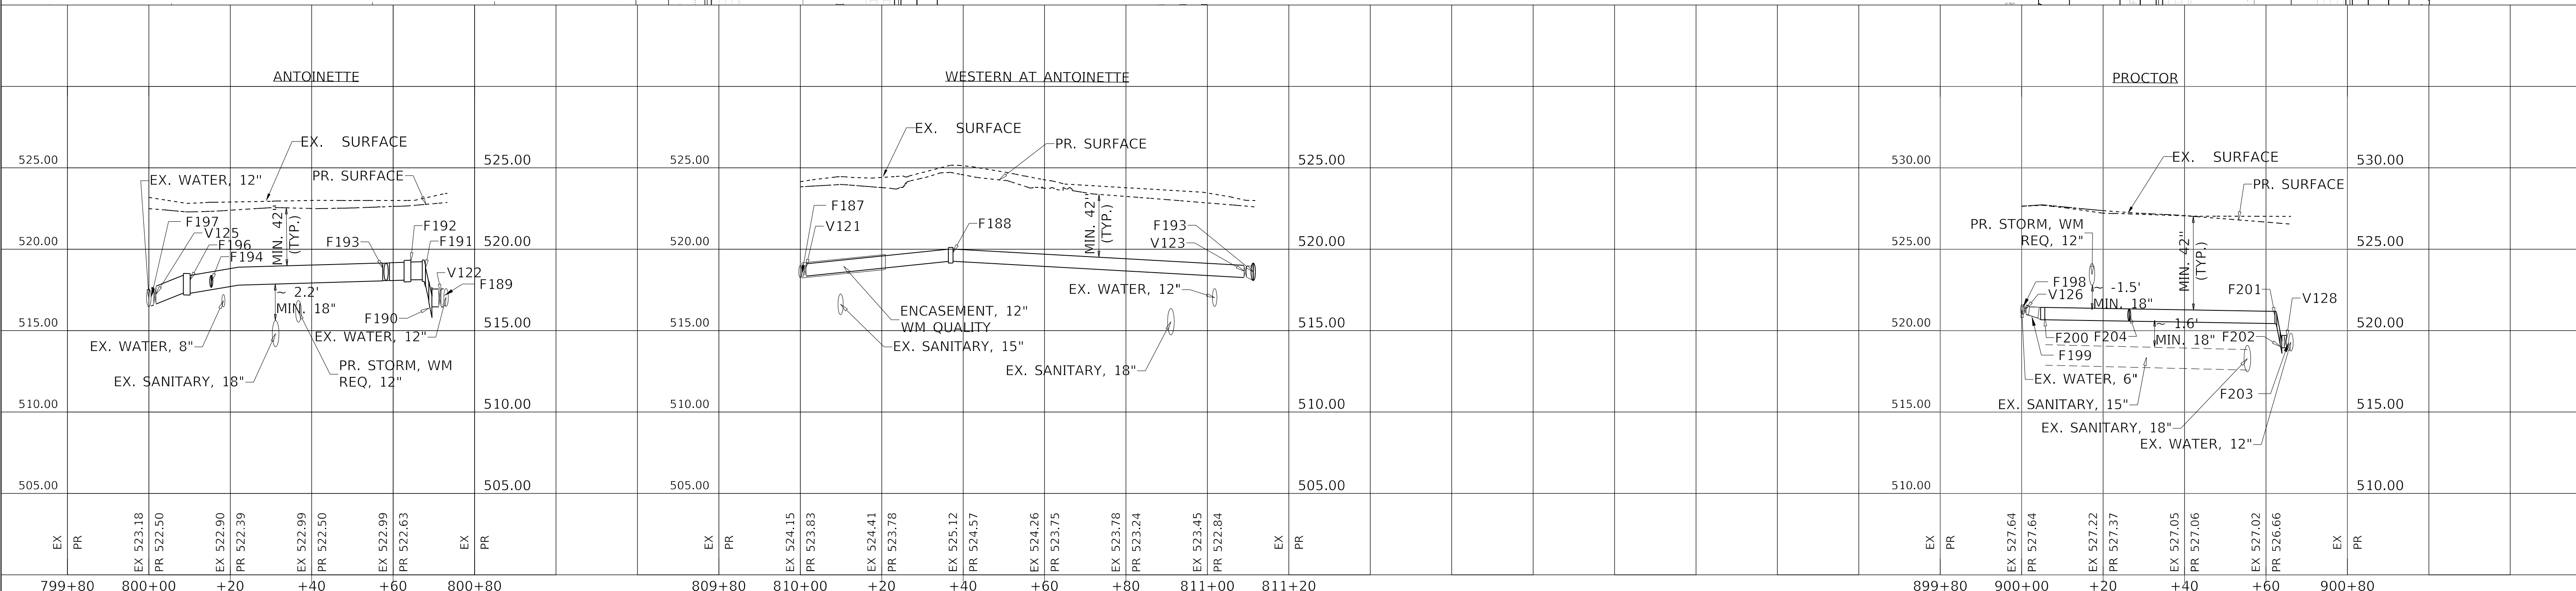 ANTOINETTE
525.00
525.00
520.00
520.00
515.00
515.00
510.00
510.00
505.00
505.00
EX. SURFACE
EX. WATER, 12"
PR. SURFACE
F197
V125
F196
F194
MIN. 42"
(TYP.)
F193
F192
F191
V122
F189
F190
~ 2.2'
MIN. 18"
EX. WATER, 12"
EX. WATER, 8"
EX. SANITARY, 18"
PR. STORM, WM
REQ, 12"
EX
PR
EX 523.18
PR 522.50
EX 522.90
PR 522.39
EX 522.99
PR 522.50
EX 522.99
PR 522.63
EX
PR
799+80
800+00
+20
+40
+60
800+80
WESTERN AT ANTOINETTE
525.00
525.00
520.00
520.00
515.00
515.00
510.00
510.00
505.00
505.00
EX. SURFACE
PR. SURFACE
F187
V121
F188
MIN. 42"
(TYP.)
F193
V123
EX. WATER, 12"
ENCASEMENT, 12"
WM QUALITY
EX. SANITARY, 15"
EX. SANITARY, 18"
EX
PR
EX 524.15
PR 523.83
EX 524.41
PR 523.78
EX 525.12
PR 524.57
EX 524.26
PR 523.75
EX 523.78
PR 523.24
EX 523.45
PR 522.84
EX
PR
809+80
810+00
+20
+40
+60
+80
811+00
811+20
PROCTOR
530.00
530.00
525.00
525.00
520.00
520.00
515.00
515.00
510.00
510.00
EX. SURFACE
PR. SURFACE
PR. STORM, WM
REQ, 12"
MIN. 42"
(TYP.)
F198
V126
~ -1.5'
MIN. 18"
F201
V128
F200
F204
~ 1.6'
MIN. 18"
F202
F199
EX. WATER, 6"
F203
EX. SANITARY, 15"
EX. SANITARY, 18"
EX. WATER, 12"
EX
PR
EX 527.64
PR 527.64
EX 527.22
PR 527.37
EX 527.05
PR 527.06
EX 527.02
PR 526.66
EX
PR
899+80
900+00
+20
+40
+60
900+80